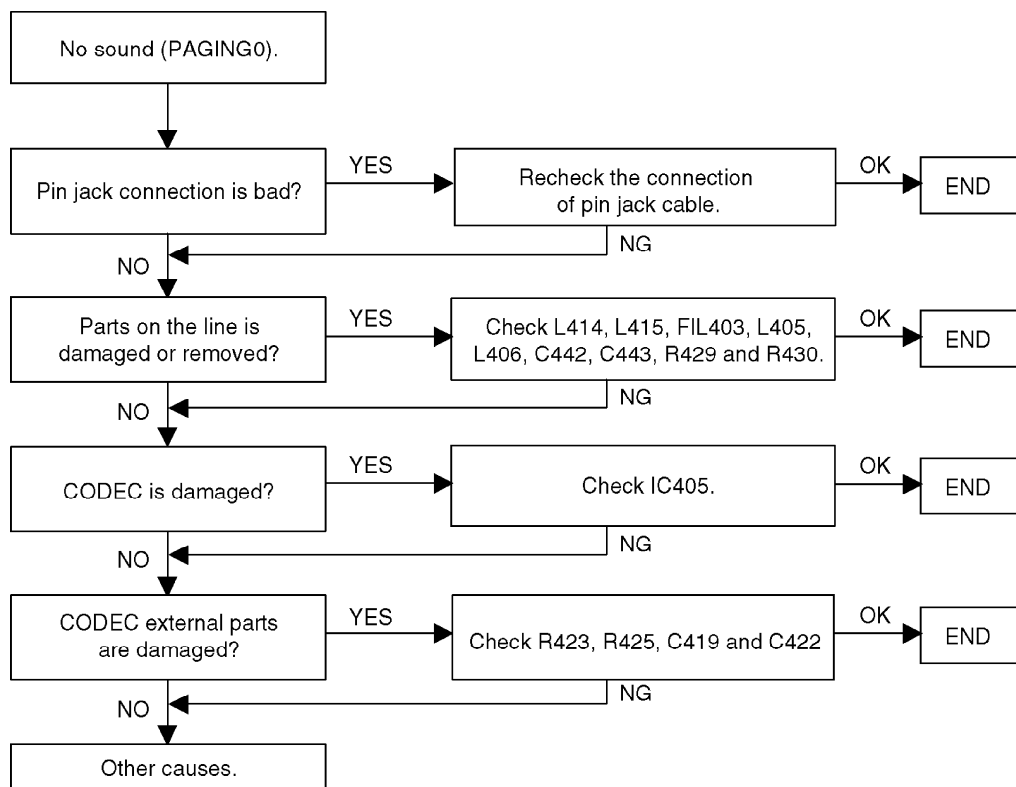 No sound (PAGING0).
Pin jack connection is bad?
YES
Recheck the connection
of pin jack cable.
OK
END
NG
NO
Parts on the line is
damaged or removed?
YES
Check L414, L415, FIL403, L405,
L406, C442, C443, R429 and R430.
OK
END
NG
NO
CODEC is damaged?
YES
Check IC405.
OK
END
NG
NO
CODEC external parts
are damaged?
YES
Check R423, R425, C419 and C422
OK
END
NG
NO
Other causes.